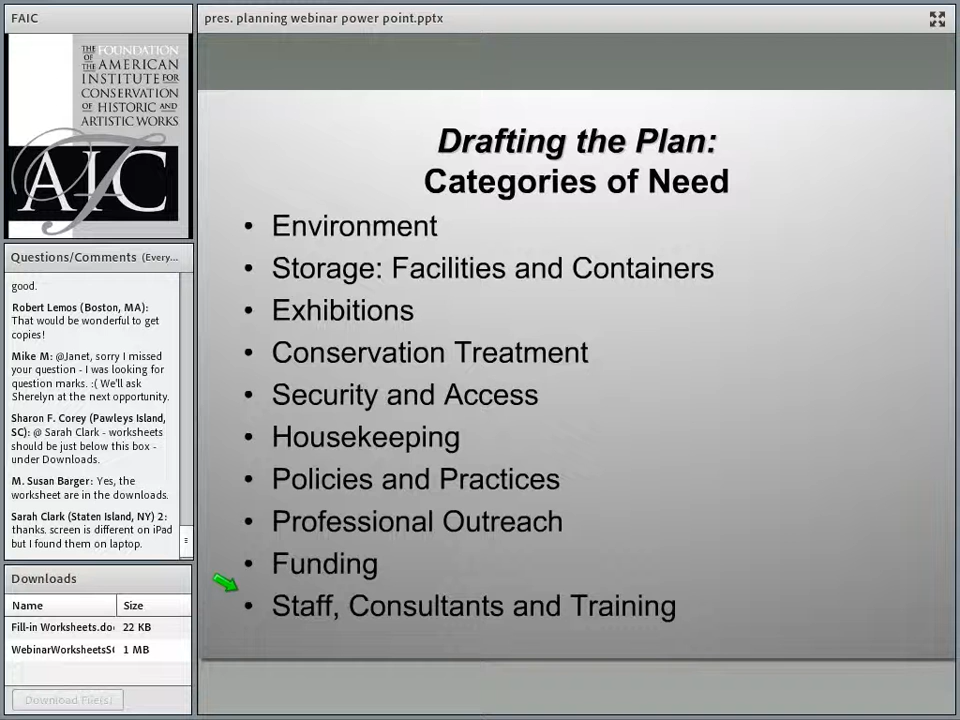 FAIC
THE FOUNDATION
OF THE AMERICAN
INSTITUTE FOR
CONSERVATION
OF HISTORIC AND
ARTISTIC WORKS
AIC
Questions/Comments (Every...
good.
Robert Lemos (Boston, MA):
That would be wonderful to get
copies!
Mike M: @Janet, sorry I missed
your question - I was looking for
question marks. :( We'll ask
Sherelyn at the next opportunity.
Sharon F. Corey (Pawleys Island,
SC): @ Sarah Clark - worksheets
should be just below this box -
under Downloads.
M. Susan Barger: Yes, the
worksheet are in the downloads.
Sarah Clark (Staten Island, NY) 2:
thanks. screen is different on iPad
but I found them on laptop.
Downloads
Name Size
Fill-in Worksheets.do 22 KB
WebinarWorksheetsS 1 MB
Download File(s)
pres. planning webinar power point.pptx
Drafting the Plan:
Categories of Need
• Environment
• Storage: Facilities and Containers
• Exhibitions
• Conservation Treatment
• Security and Access
• Housekeeping
• Policies and Practices
• Professional Outreach
• Funding
• Staff, Consultants and Training